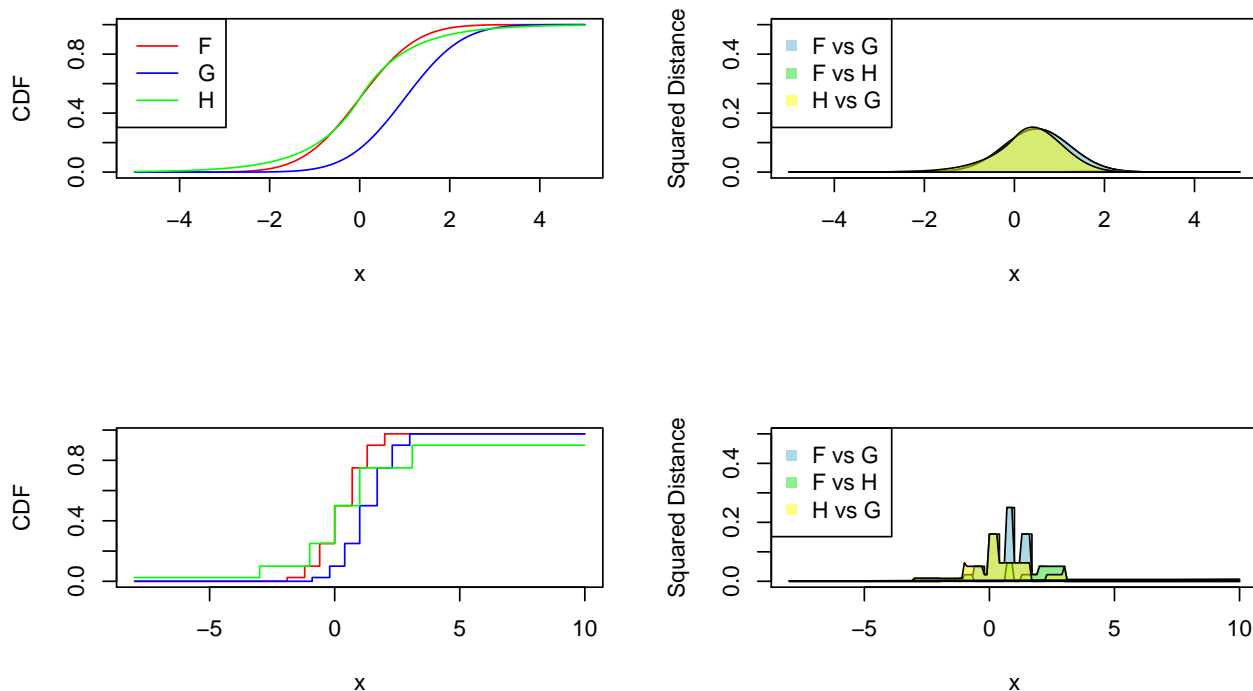 CDF
0.0 0.4 0.8
F
G
H
−4 −2 0 2 4
x
Squared Distance
0.0 0.2 0.4
F vs G
F vs H
H vs G
−4 −2 0 2 4
x
CDF
0.0 0.4 0.8
−5 0 5 10
x
Squared Distance
0.0 0.2 0.4
F vs G
F vs H
H vs G
−5 0 5 10
x